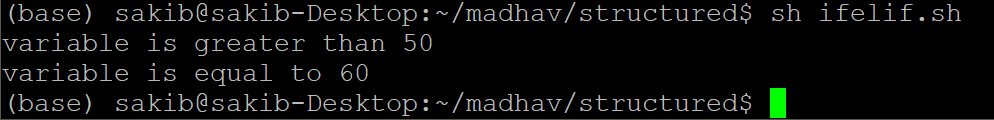 (base) sakib@sakib-Desktop:~/madhav/structured$ sh ifelif.sh
variable is greater than 50
variable is equal to 60
(base) sakib@sakib-Desktop:~/madhav/structured$